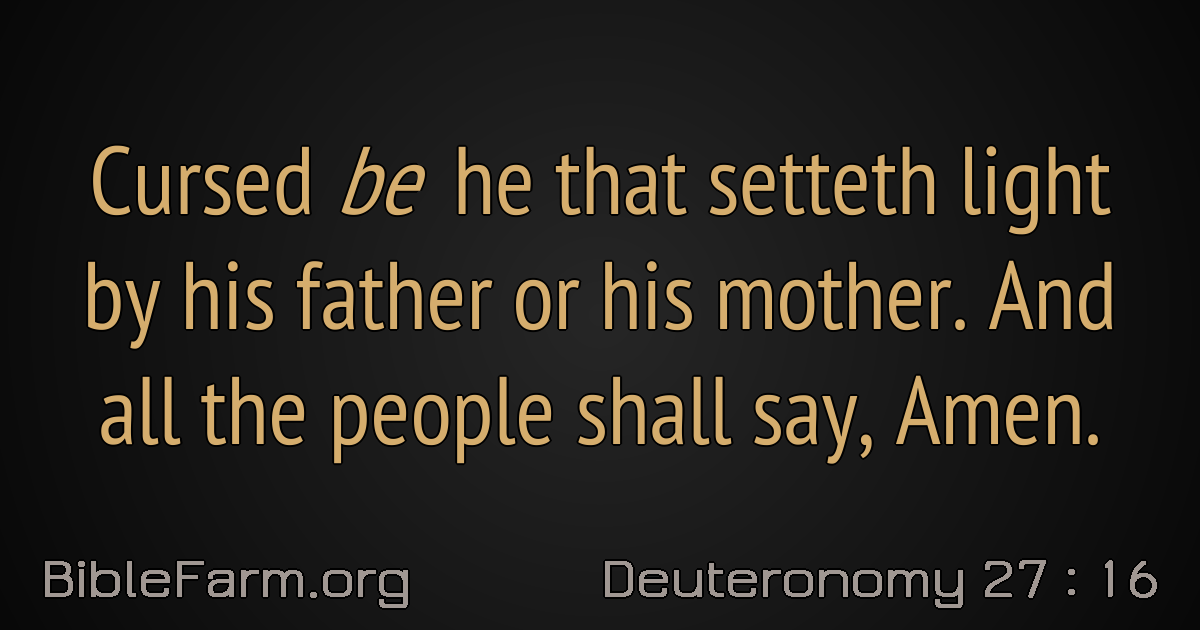 Cursed be he that setteth light
by his father or his mother. And
all the people shall say, Amen.
BibleFarm.org
Deuteronomy 27 : 16